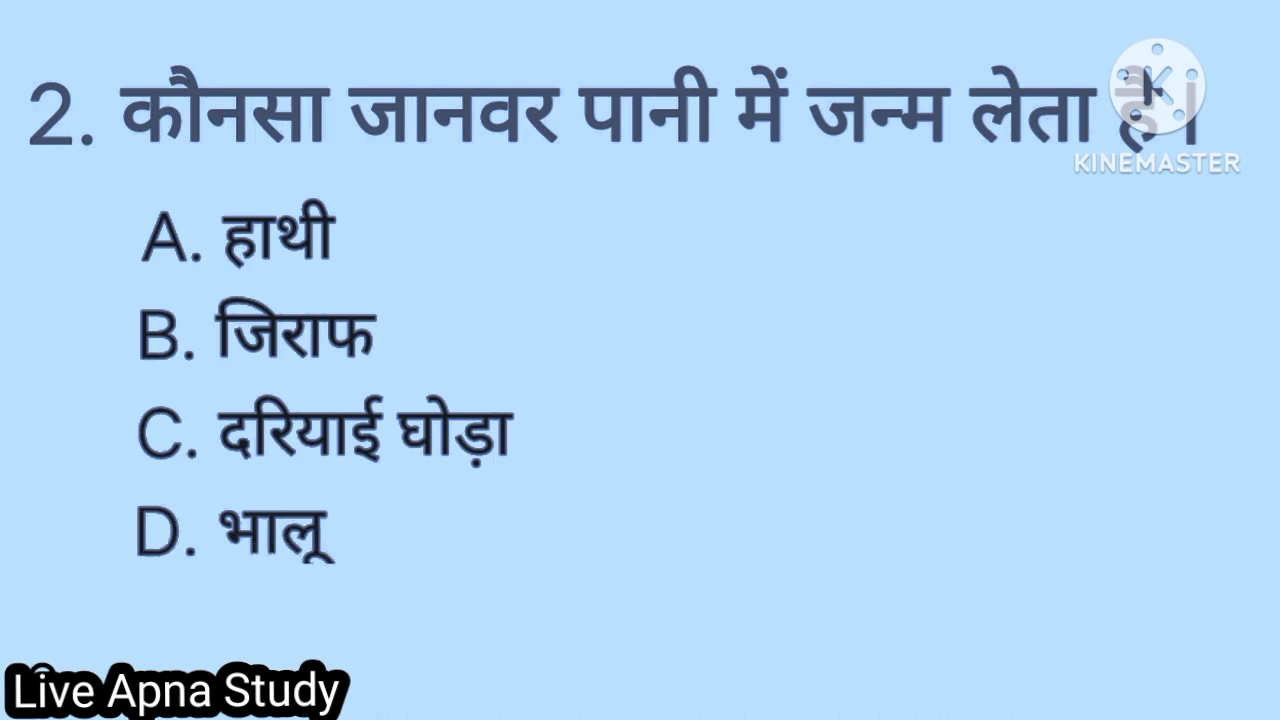 2. कौनसा जानवर पानी में जन्म लेता है।
KINEMASTER
A. हाथी
B. जिराफ
C. दरियाई घोड़ा
D. भालू
Live Apna Study